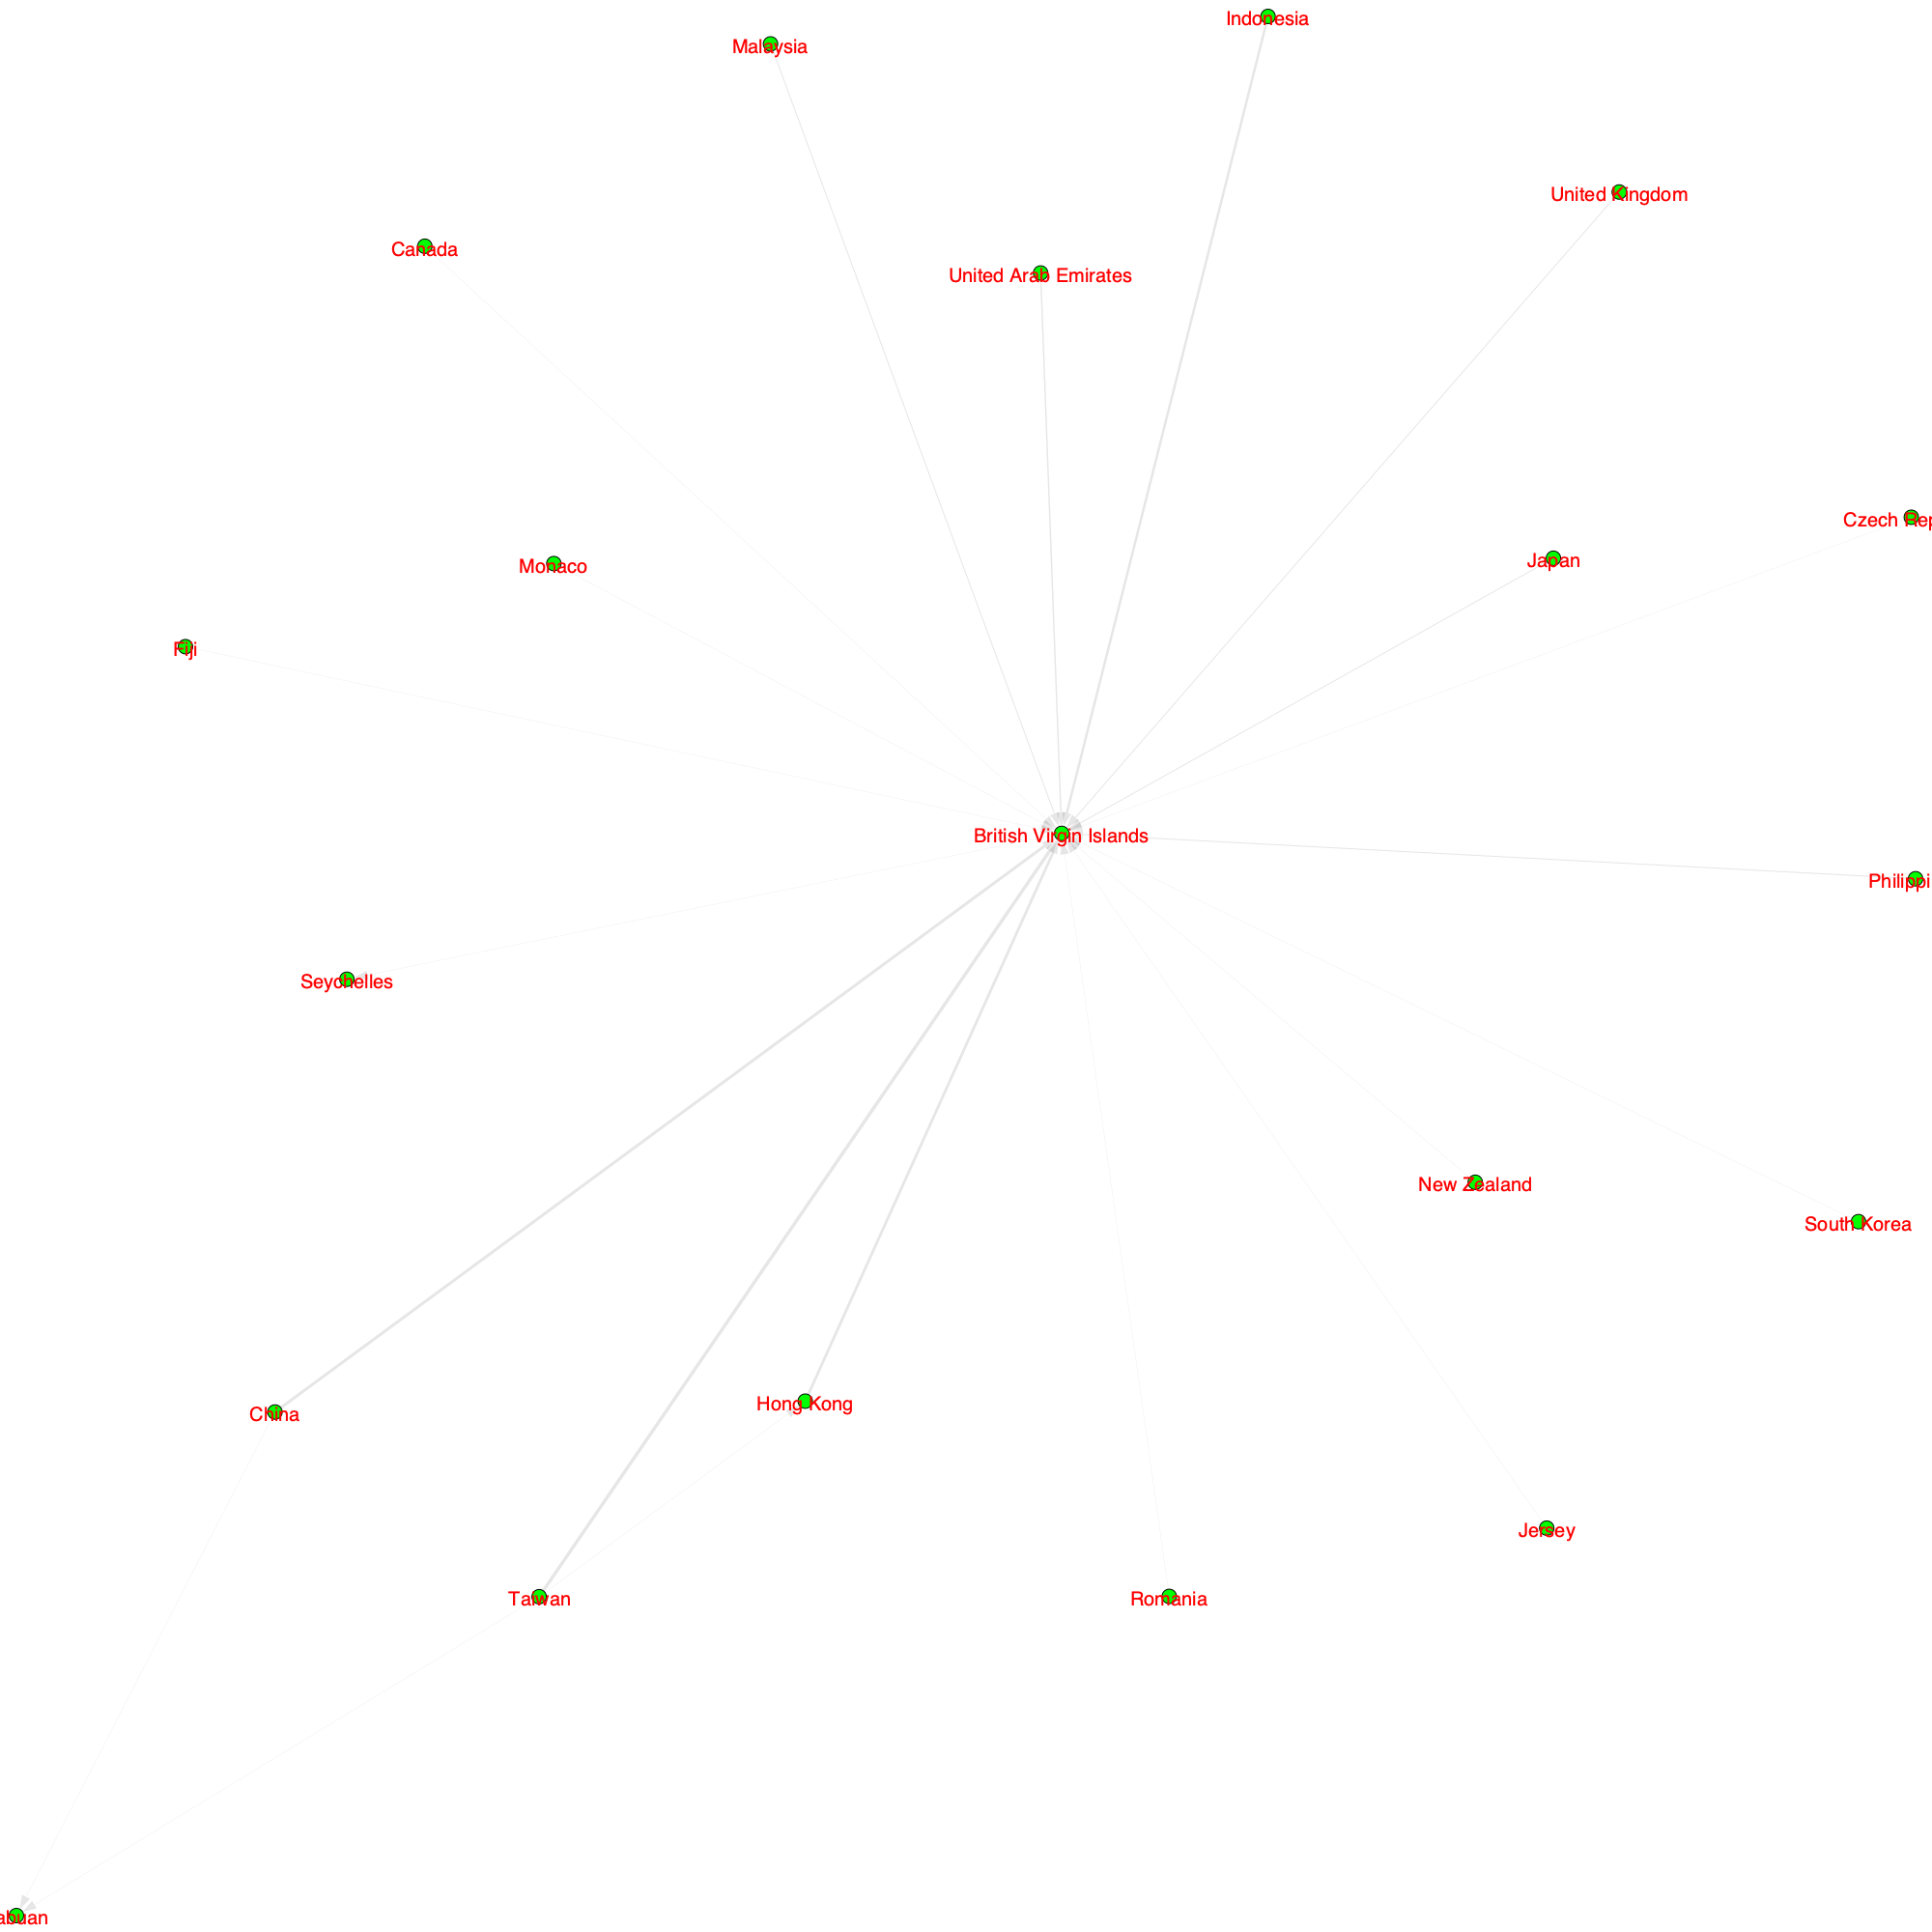 Indonesia
Malaysia
United Kingdom
Canada
United Arab Emirates
Czech Rep
Japan
Monaco
Fiji
British Virgin Islands
Philippi
Seychelles
New Zealand
South Korea
Hong Kong
China
Jersey
Taiwan
Romania
abuan